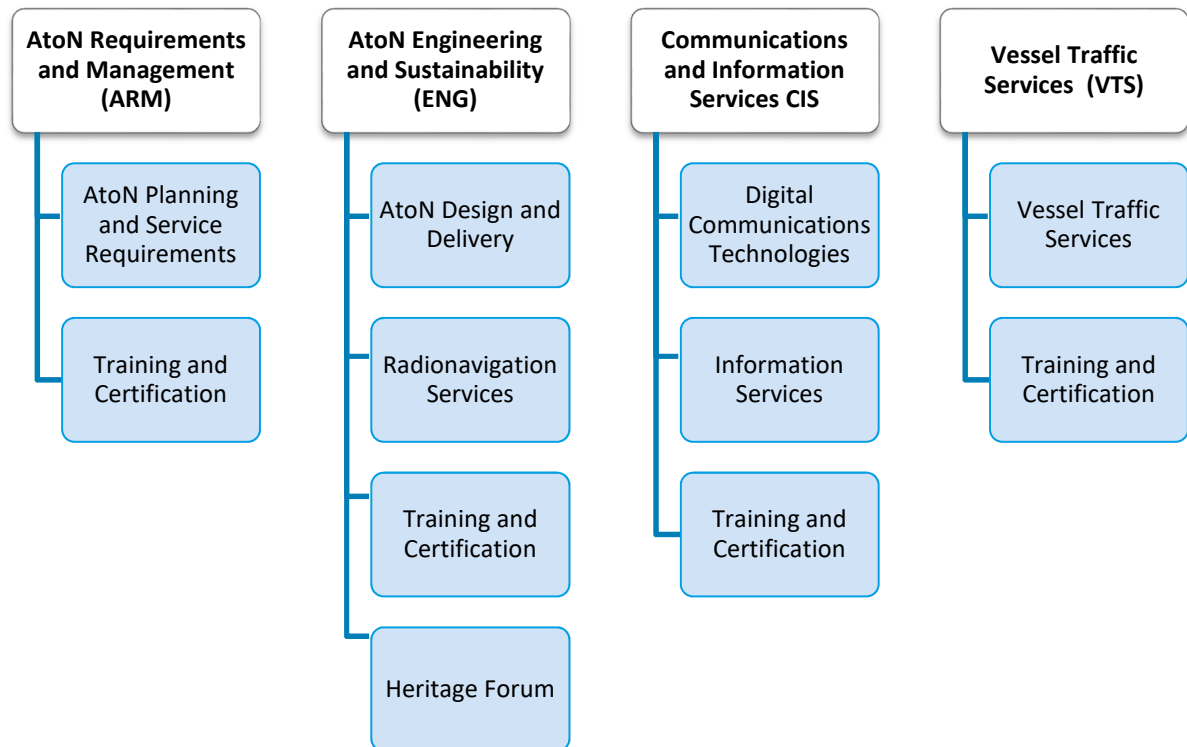 AtoN Requirements
and Management
(ARM)
AtoN Planning
and Service
Requirements
Training and
Certification
AtoN Engineering
and Sustainability
(ENG)
AtoN Design and
Delivery
Radionavigation
Services
Training and
Certification
Heritage Forum
Communications
and Information
Services CIS
Digital
Communications
Technologies
Information
Services
Training and
Certification
Vessel Traffic
Services (VTS)
Vessel Traffic
Services
Training and
Certification